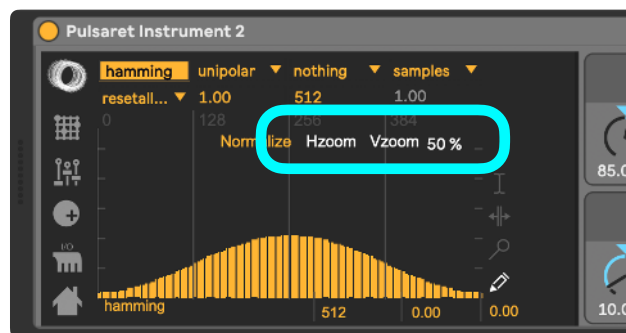 Pulsaret Instrument 2
hamming unipolar nothing samples
resetall... 1.00 512 1.00
0 128 256 384
Normalize Hzoom Vzoom 50 %
I/O
85.0
hamming 512 0.00 0.00
10.0